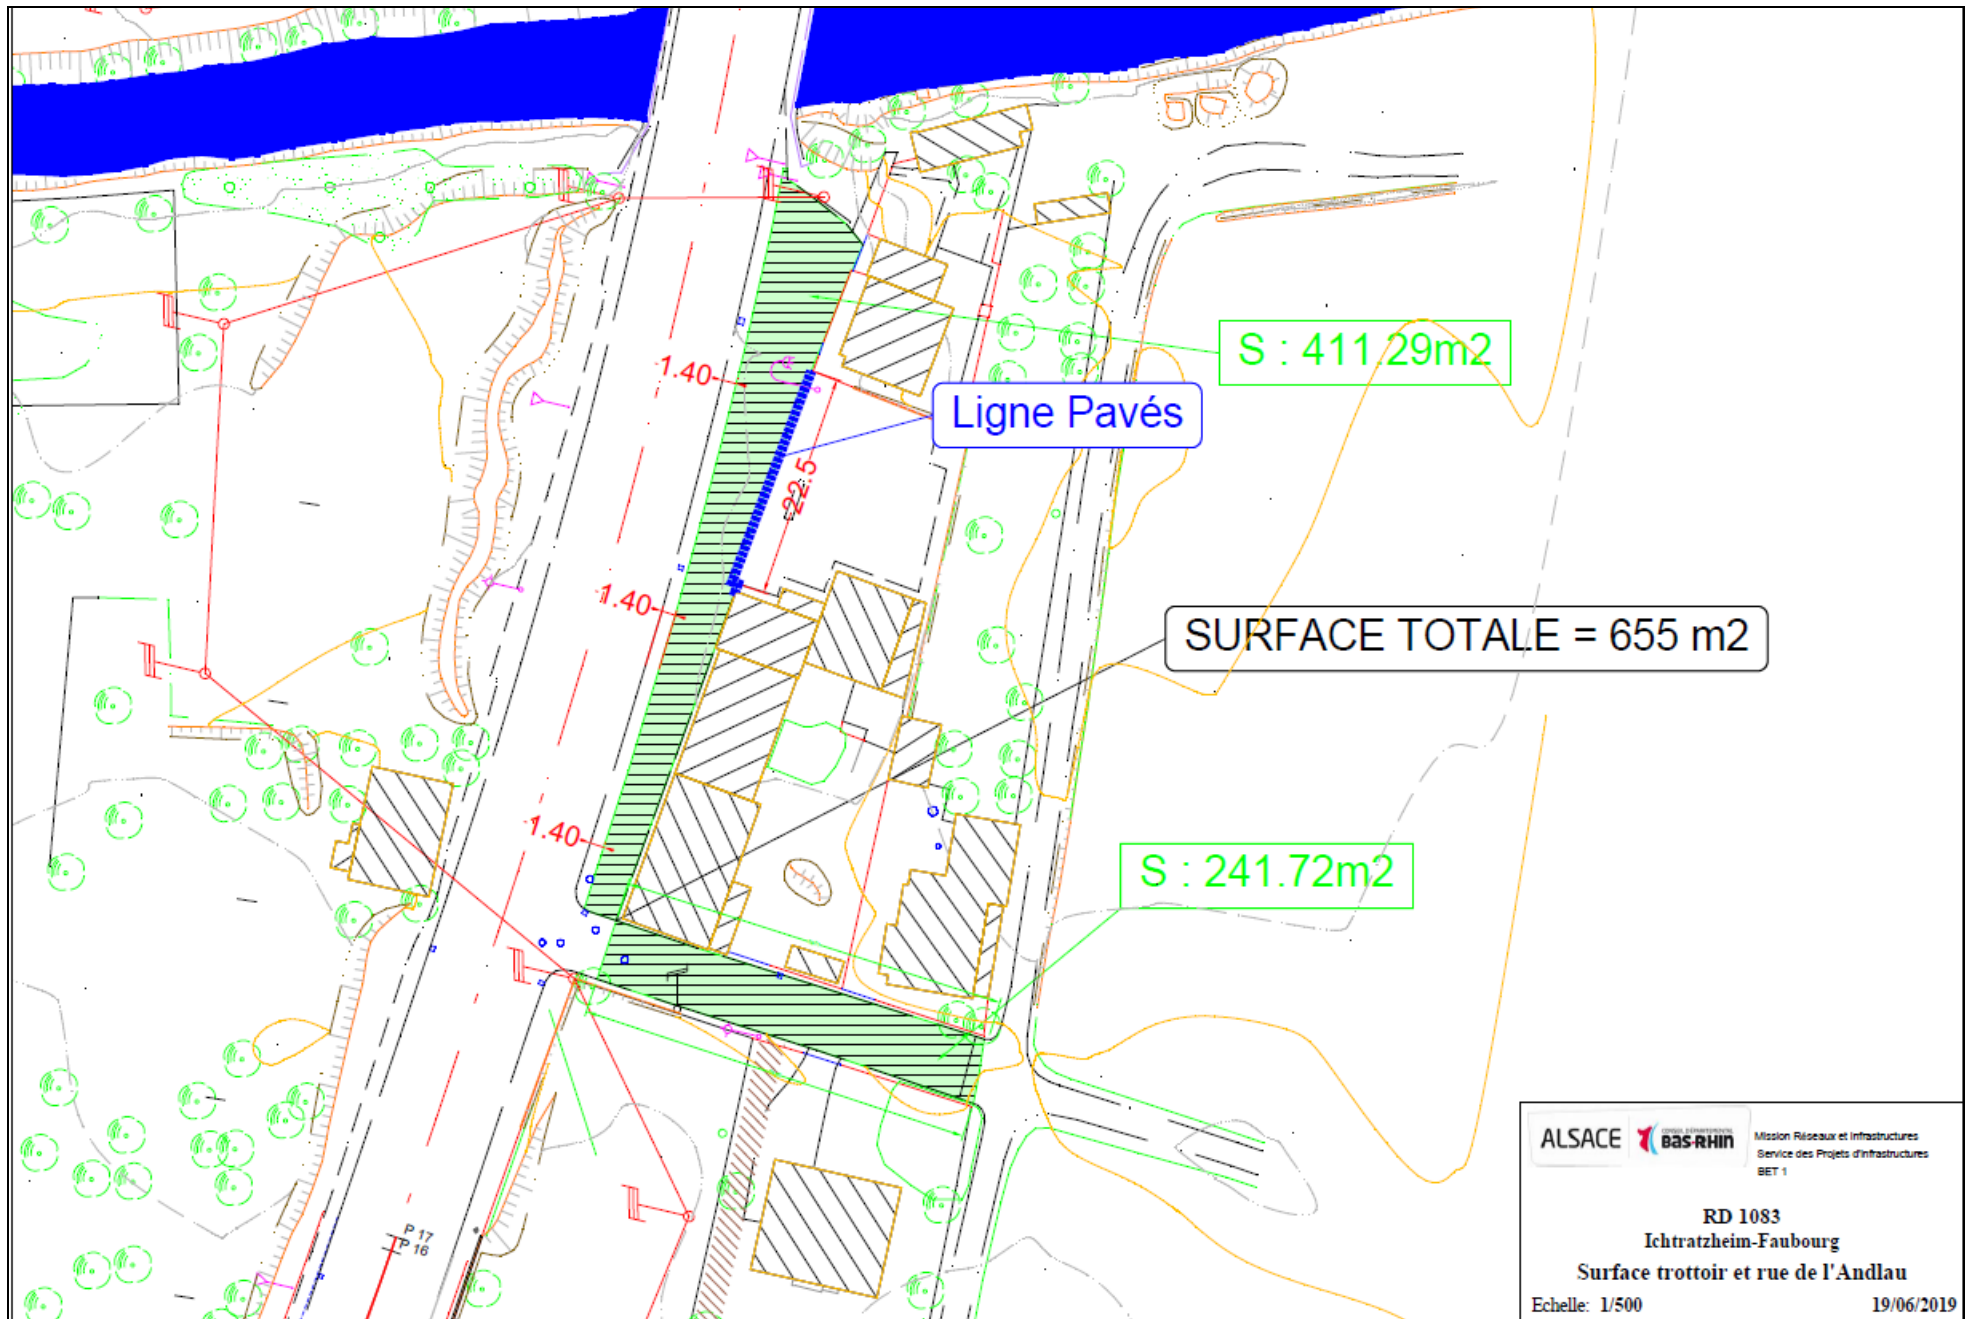 S : 411.29m2
-1.40-
Ligne Pavés
22.5
-1.40-
SURFACE TOTALE = 655 m2
-1.40-
S : 241.72m2
P 17
P 16
ALSACE
BAS-RHIN
Mission Réseaux et Infrastructures
Service des Projets d'Infrastructures
BET 1
RD 1083
Ichtratzheim-Faubourg
Surface trottoir et rue de l'Andlau
Echelle: 1/500
19/06/2019